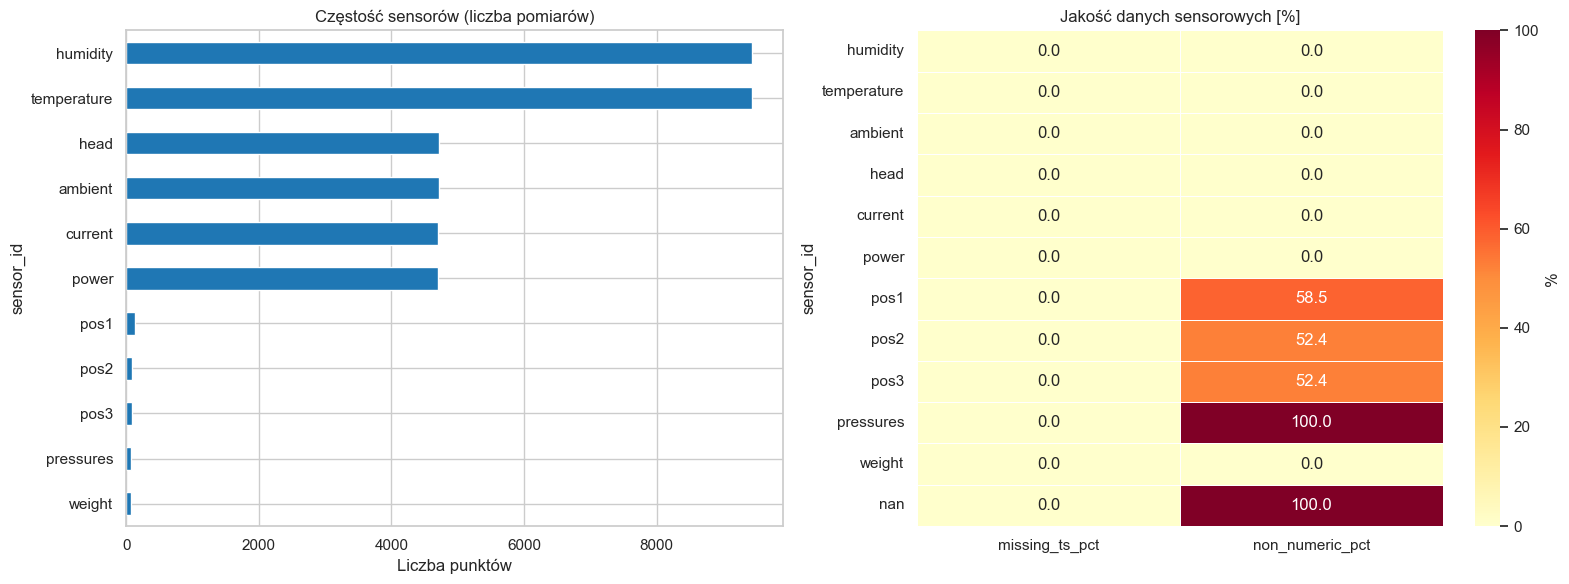 Częstość sensorów (liczba pomiarów)
humidity
temperature
head
ambient
current
power
pos1
pos2
pos3
pressures
weight
sensor_id
0 2000 4000 6000 8000
Liczba punktów
Jakość danych sensorowych [%]
humidity 0.0 0.0
temperature 0.0 0.0
ambient 0.0 0.0
head 0.0 0.0
current 0.0 0.0
power 0.0 0.0
pos1 0.0 58.5
pos2 0.0 52.4
pos3 0.0 52.4
pressures 0.0 100.0
weight 0.0 0.0
nan 0.0 100.0
sensor_id
missing_ts_pct non_numeric_pct
100
80
60
40
20
0
%